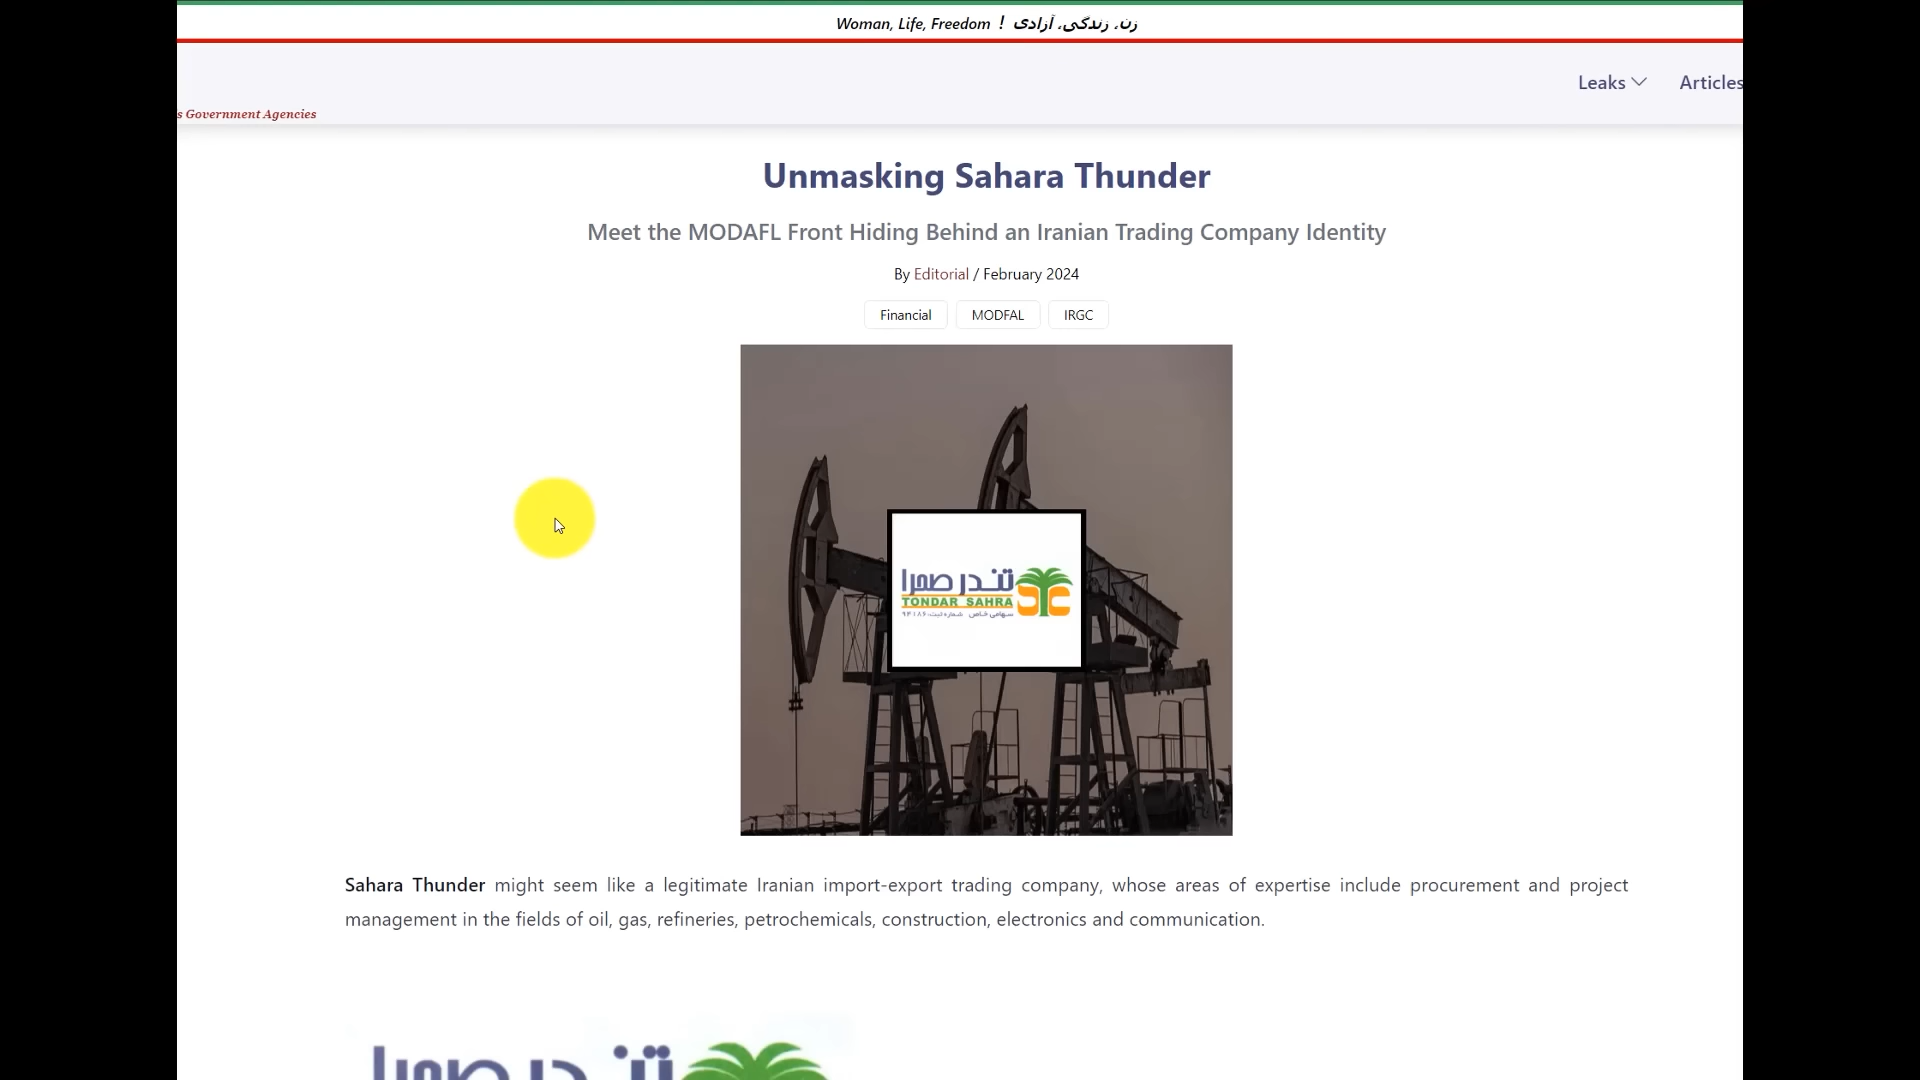 Woman, Life, Freedom ! زن، زندگی، آزادی
Leaks
Articles
s Government Agencies
Unmasking Sahara Thunder
Meet the MODAFL Front Hiding Behind an Iranian Trading Company Identity
By Editorial / February 2024
Financial
MODFAL
IRGC
تندر صحرا
TONDAR SAHRA
سهامی خاص شماره ثبت: ۹۴۱۸۶
Sahara Thunder might seem like a legitimate Iranian import-export trading company, whose areas of expertise include procurement and project
management in the fields of oil, gas, refineries, petrochemicals, construction, electronics and communication.
تندر صحرا